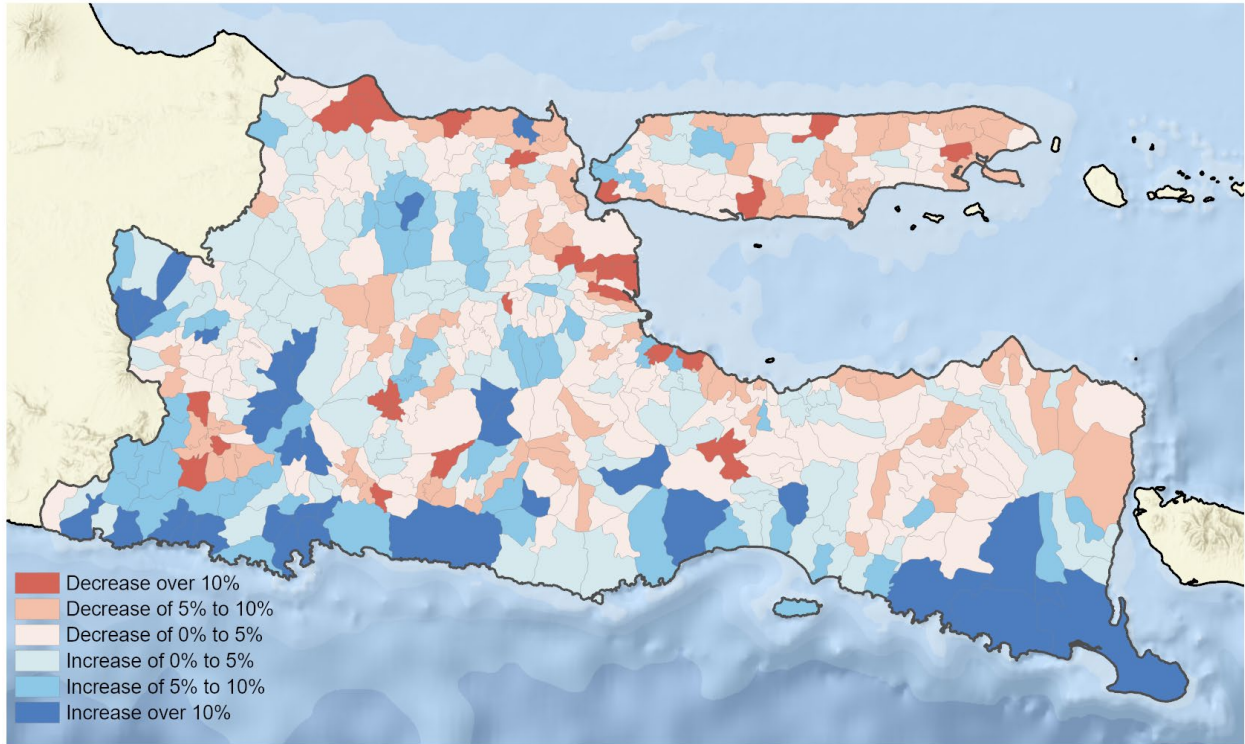 Decrease over 10%
Decrease of 5% to 10%
Decrease of 0% to 5%
Increase of 0% to 5%
Increase of 5% to 10%
Increase over 10%